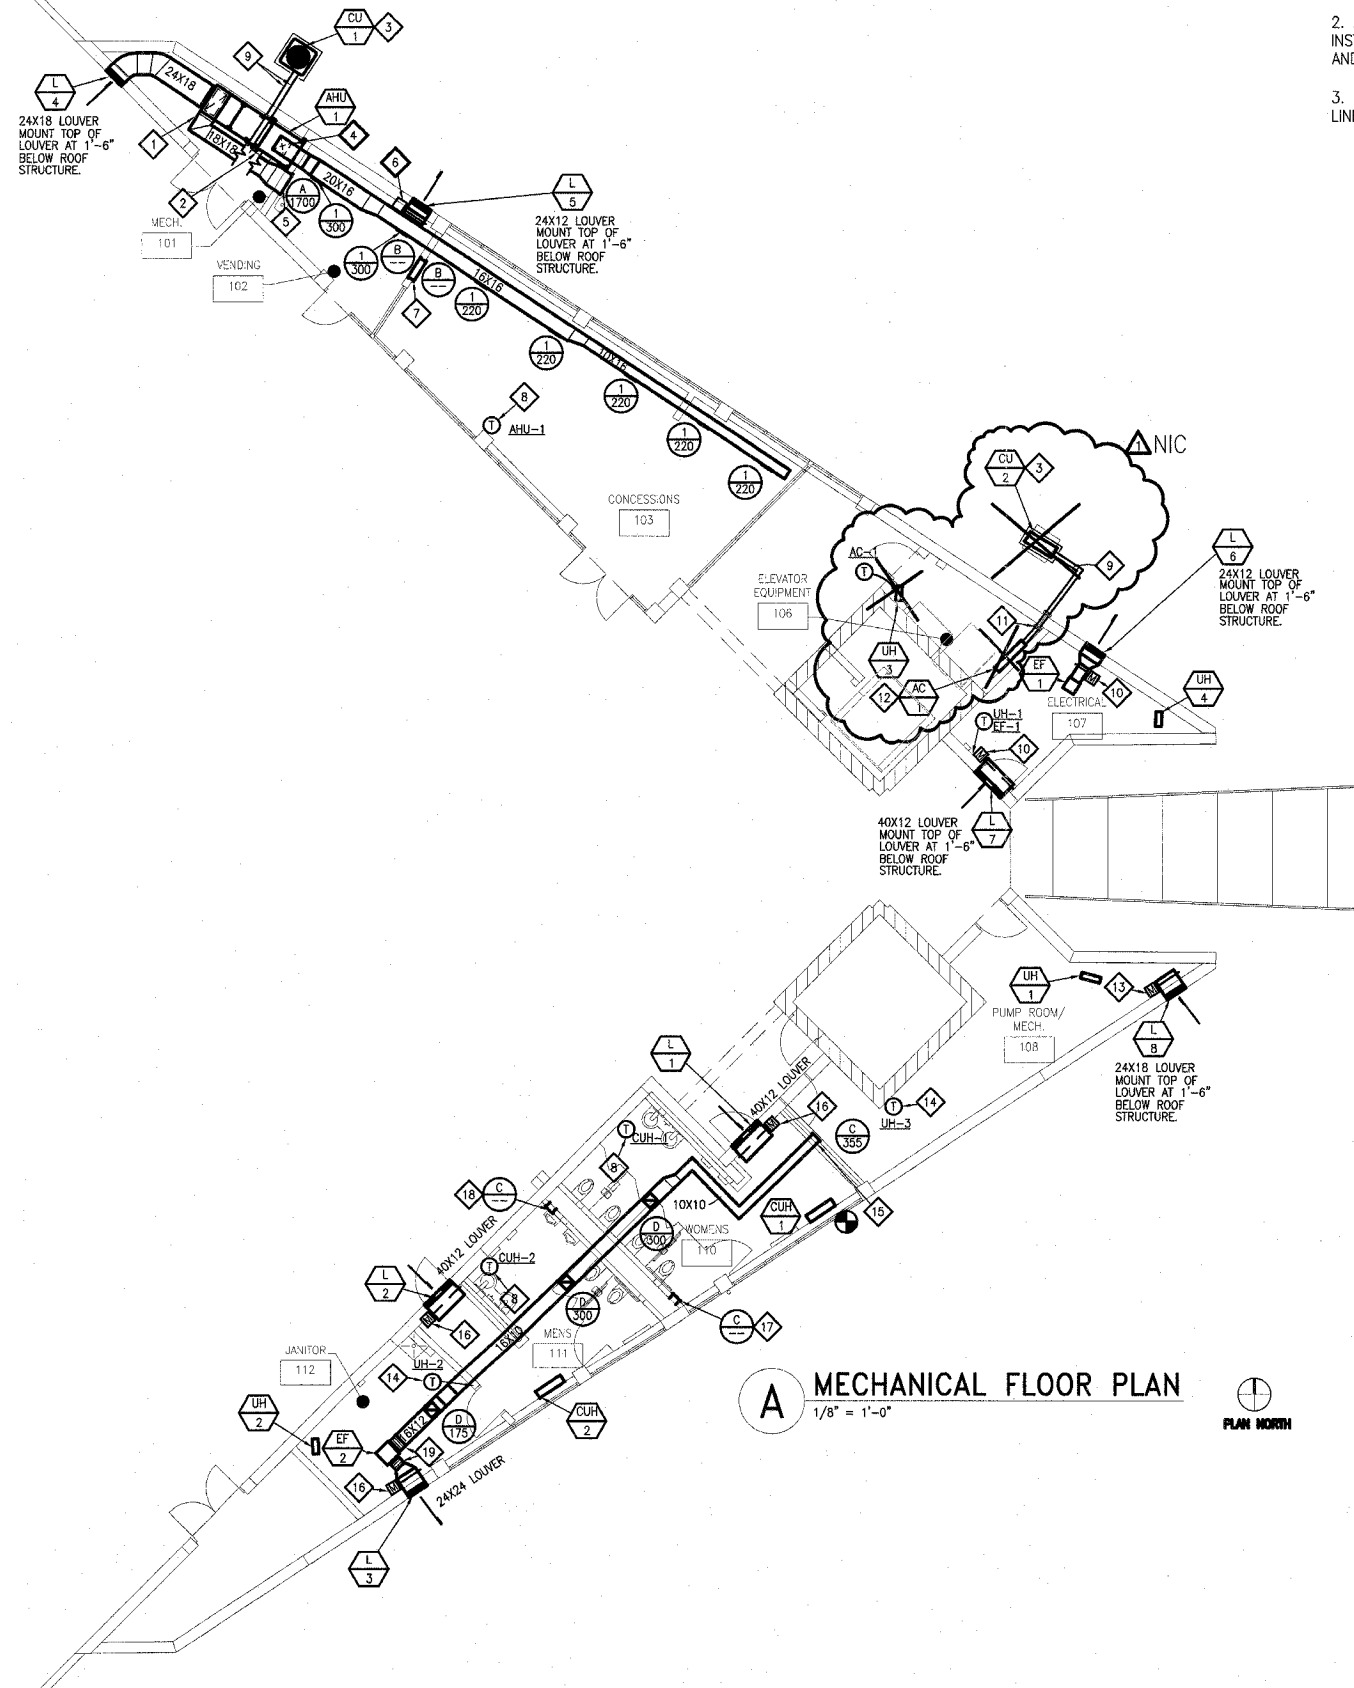 2.
INS
AND
3.
LIN
CU
1
3
9
L
4
24X18
24X18 LOUVER
MOUNT TOP OF
LOUVER AT 1'-6"
BELOW ROOF
STRUCTURE.
AHU
1
4
1
18X18
2
6
20X16
A
1700
5
1
300
L
5
24X12 LOUVER
MOUNT TOP OF
LOUVER AT 1'-6"
BELOW ROOF
STRUCTURE.
MECH.
101
VENDING
102
1
300
B
--
B
--
16X16
7
1
220
1
220
10X16
1
220
8
T
AHU-1
1
220
1
220
CONCESSIONS
103
1
NIC
CU
2
3
AC-1
T
9
L
6
24X12 LOUVER
MOUNT TOP OF
LOUVER AT 1'-6"
BELOW ROOF
STRUCTURE.
ELEVATOR
EQUIPMENT
106
11
UH
3
12
AC
1
EF
1
M
10
UH
4
ELECTRICAL
107
T
UH-1
EF-1
M
10
40X12 LOUVER
MOUNT TOP OF
LOUVER AT 1'-6"
BELOW ROOF
STRUCTURE.
L
7
UH
1
13
M
PUMP ROOM/
MECH.
108
L
8
24X18 LOUVER
MOUNT TOP OF
LOUVER AT 1'-6"
BELOW ROOF
STRUCTURE.
L
1
40X12 LOUVER
M
16
T
14
UH-3
C
355
T
CUH-1
8
18
C
--
10X10
CUH
1
15
WOMENS
110
D
300
40X12 LOUVER
T
CUH-2
8
L
2
M
16
D
300
C
--
17
16X10
MENS
111
JANITOR
112
UH-2
14
T
UH
2
EF
2
16X12
D
175
CUH
2
19
16
M
24X24 LOUVER
L
3
A
MECHANICAL FLOOR PLAN
1/8" = 1'-0"
PLAN NORTH